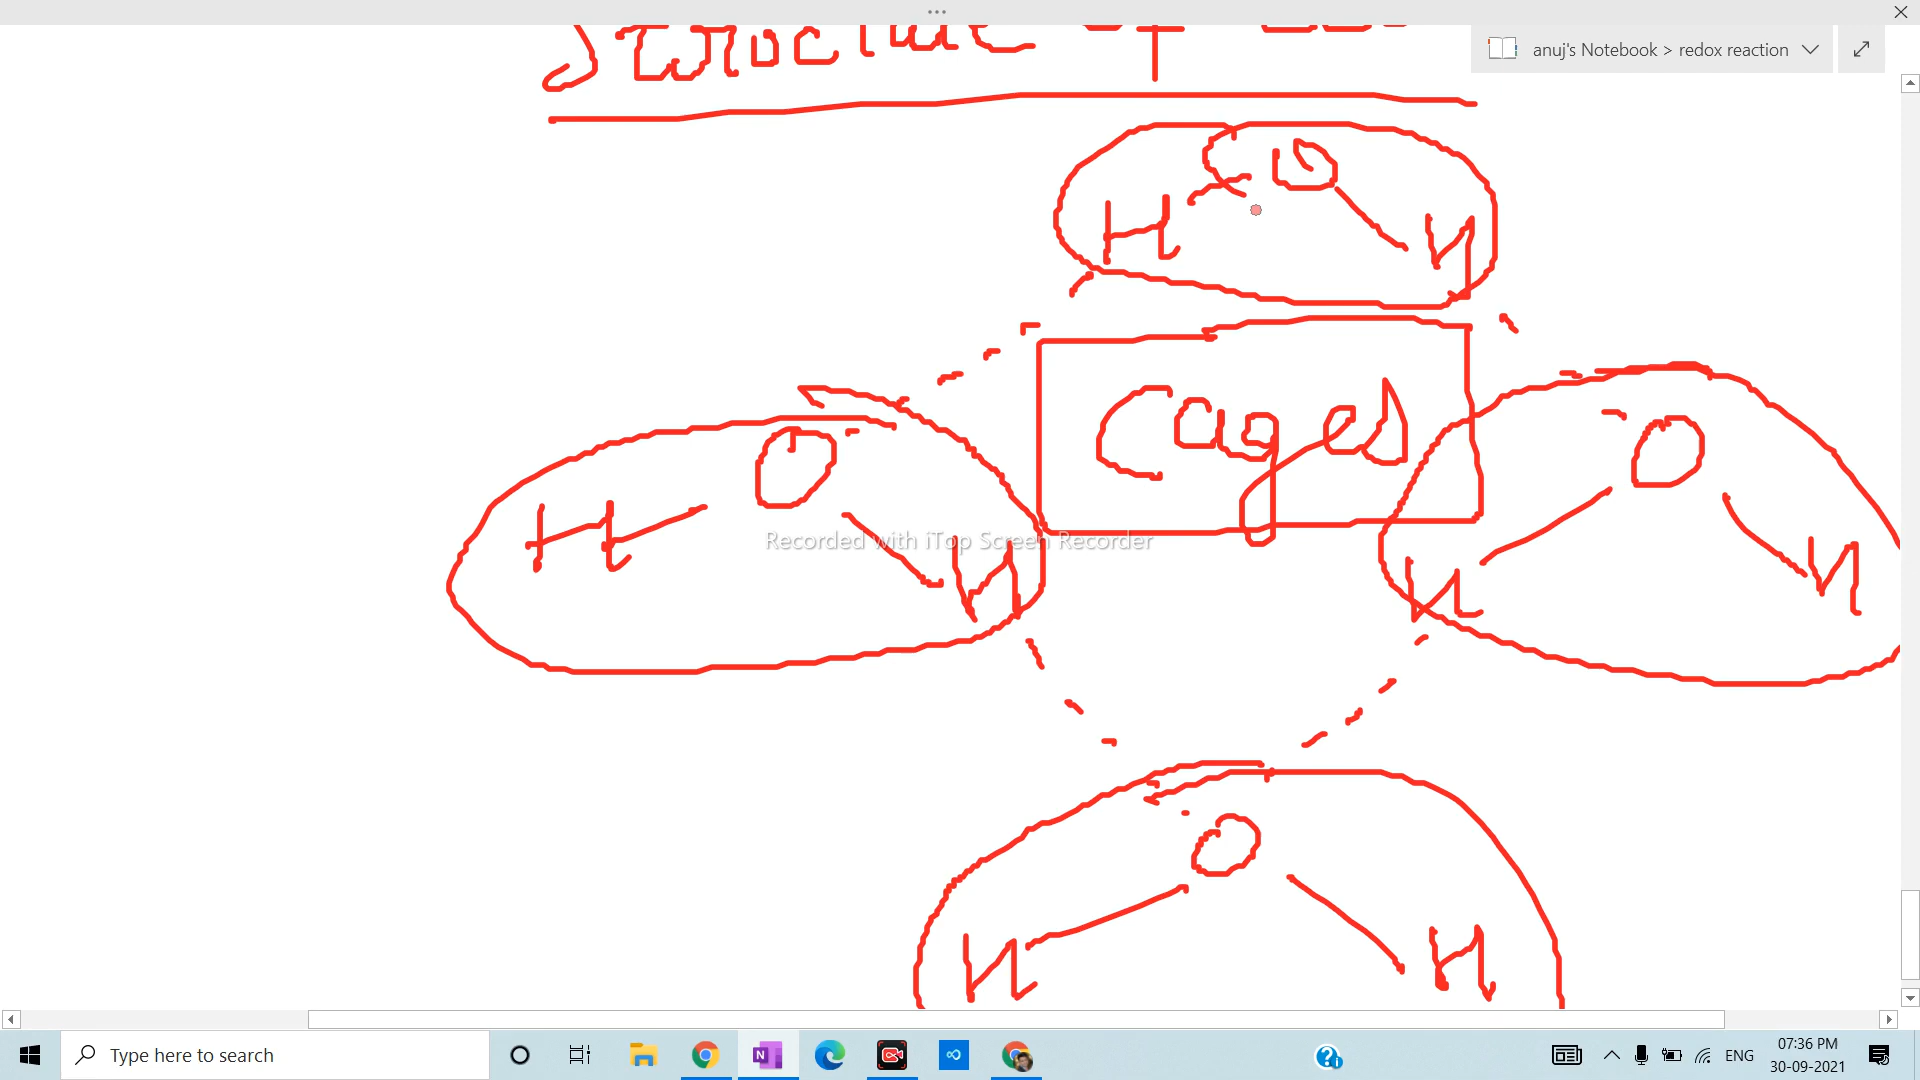 anuj's Notebook > redox reaction
Structure of
O
H H
Caged
O
H H
O
H H
Recorded with iTop Screen Recorder
O
H H
Type here to search
ENG
07:36 PM
30-09-2021